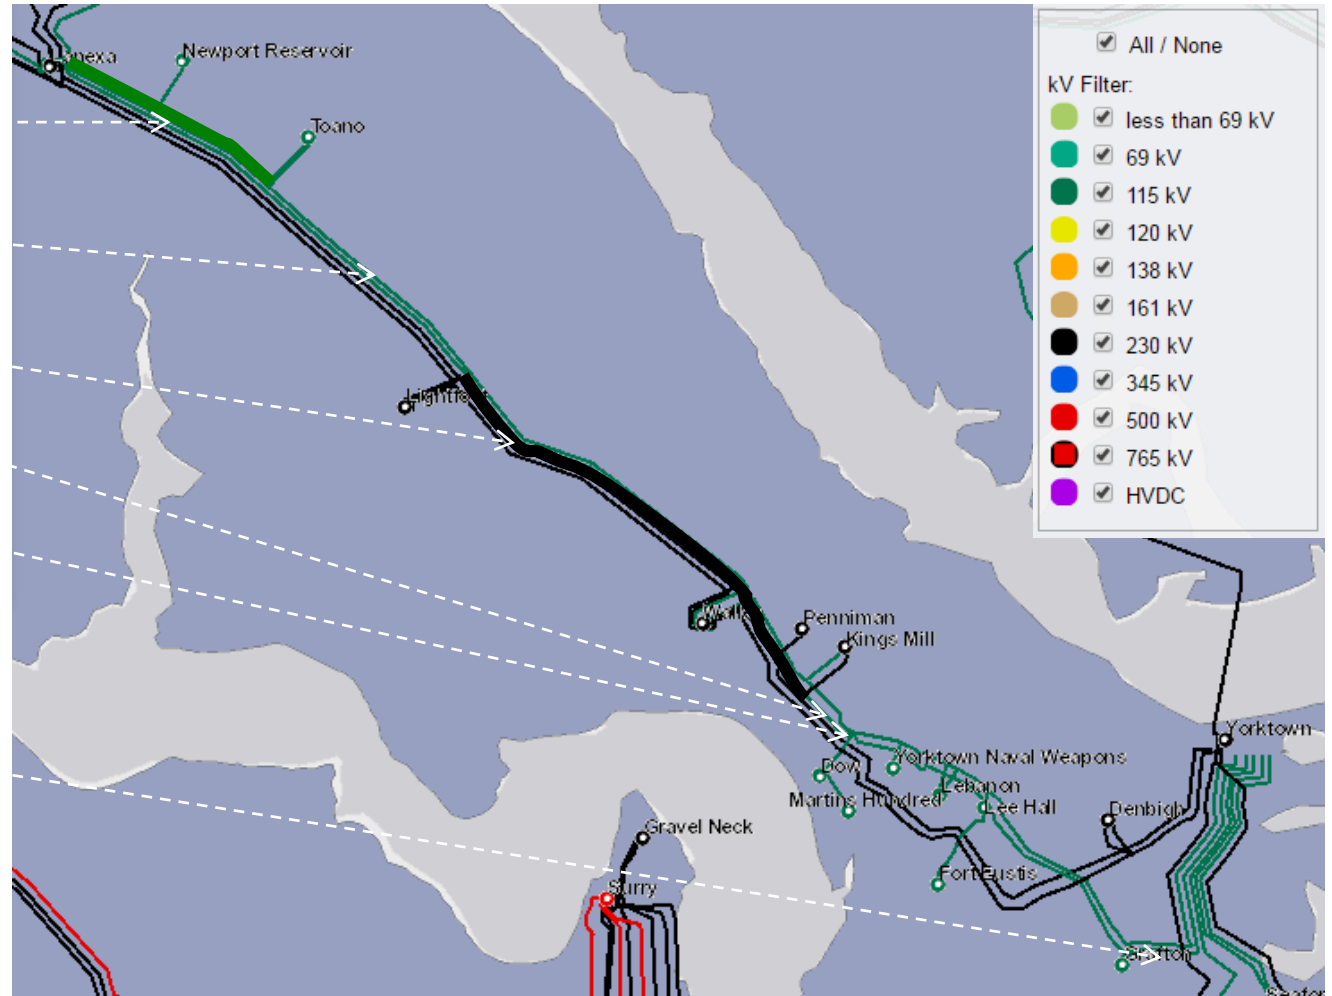 All / None
kV Filter:
less than 69 kV
69 kV
115 kV
120 kV
138 kV
161 kV
230 kV
345 kV
500 kV
765 kV
HVDC
Newport Reservoir
Toano
Penniman
Kings Mill
Yorktown
Dow
Yorktown Naval Weapons
Lebanon
Martins Hundred
Lee Hall
Denbigh
Gravel Neck
Fort Eustis
Surry